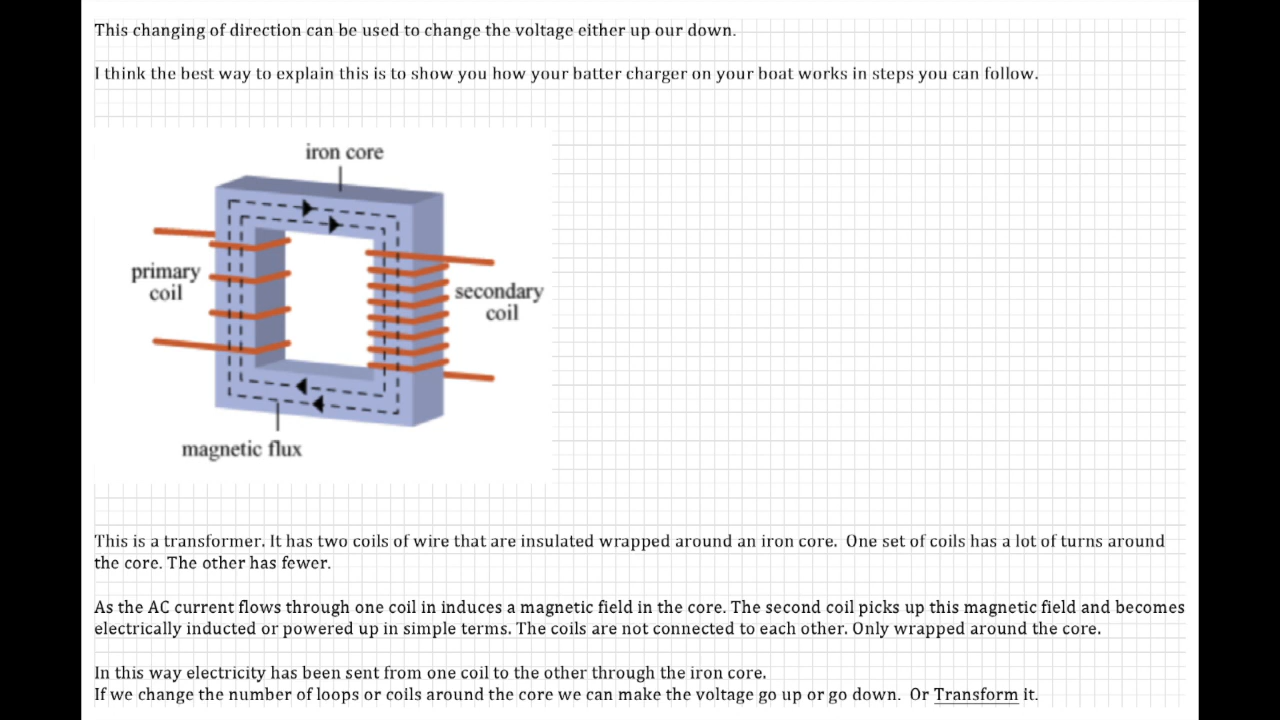 This changing of direction can be used to change the voltage either up our down.
I think the best way to explain this is to show you how your batter charger on your boat works in steps you can follow.
iron core
primary
coil
secondary
coil
magnetic flux
This is a transformer. It has two coils of wire that are insulated wrapped around an iron core.  One set of coils has a lot of turns around
the core. The other has fewer.
As the AC current flows through one coil in induces a magnetic field in the core. The second coil picks up this magnetic field and becomes
electrically inducted or powered up in simple terms. The coils are not connected to each other. Only wrapped around the core.
In this way electricity has been sent from one coil to the other through the iron core.
If we change the number of loops or coils around the core we can make the voltage go up or go down.  Or Transform it.